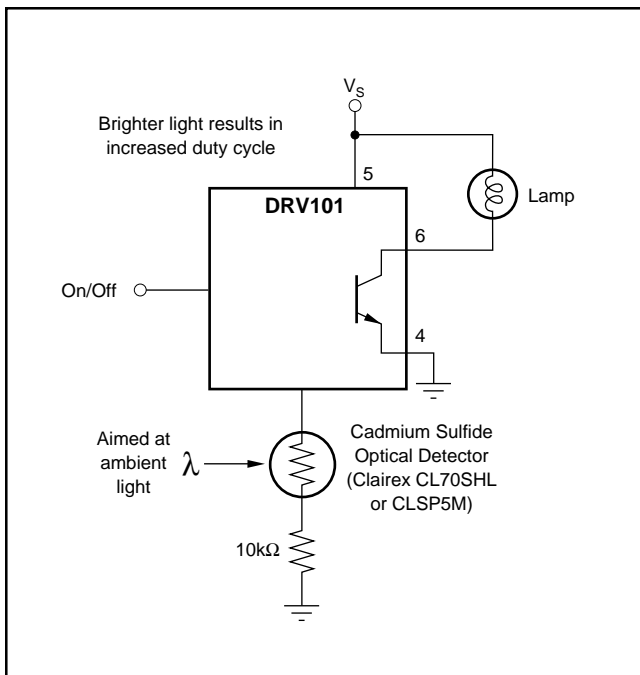 V_S
Brighter light results in
increased duty cycle
5
DRV101
Lamp
6
On/Off
4
Aimed at
ambient
light
λ
Cadmium Sulfide
Optical Detector
(Clairex CL70SHL
or CLSP5M)
10kΩ